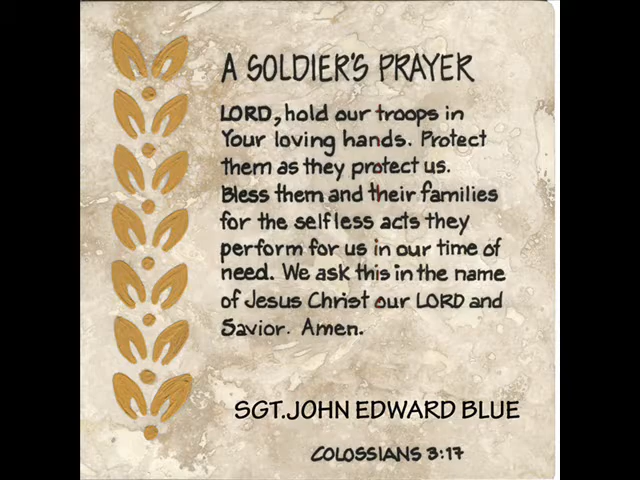 A SOLDIER'S PRAYER
LORD, hold our troops in
Your loving hands. Protect
them as they protect us.
Bless them and their families
for the selfless acts they
perform for us in our time of
need. We ask this in the name
of Jesus Christ our LORD and
Savior. Amen.
SGT.JOHN EDWARD BLUE
COLOSSIANS 3:17